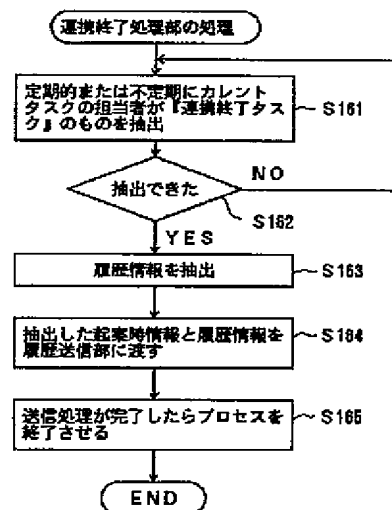 連携終了処理部の処理
定期的または不定期にカレント
タスクの担当者が『連携終了タス
ク』のものを抽出
S161
抽出できた
NO
S162
YES
履歴情報を抽出
S163
抽出した起案時情報と履歴情報を
履歴送信部に渡す
S164
送信処理が完了したらプロセスを
終了させる
S165
END